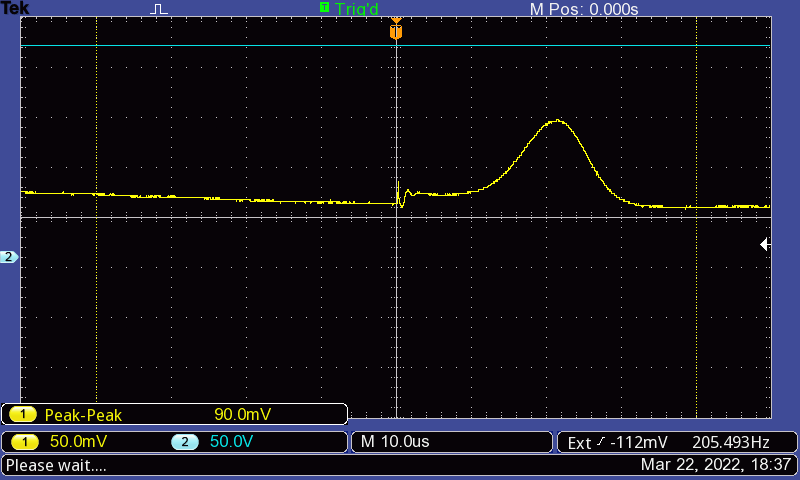 Tek T Trig'd M Pos: 0.000s
T
2
1 Peak-Peak 90.0mV
1 50.0mV 2 50.0V M 10.0us Ext -112mV 205.493Hz
Please wait.... Mar 22, 2022, 18:37